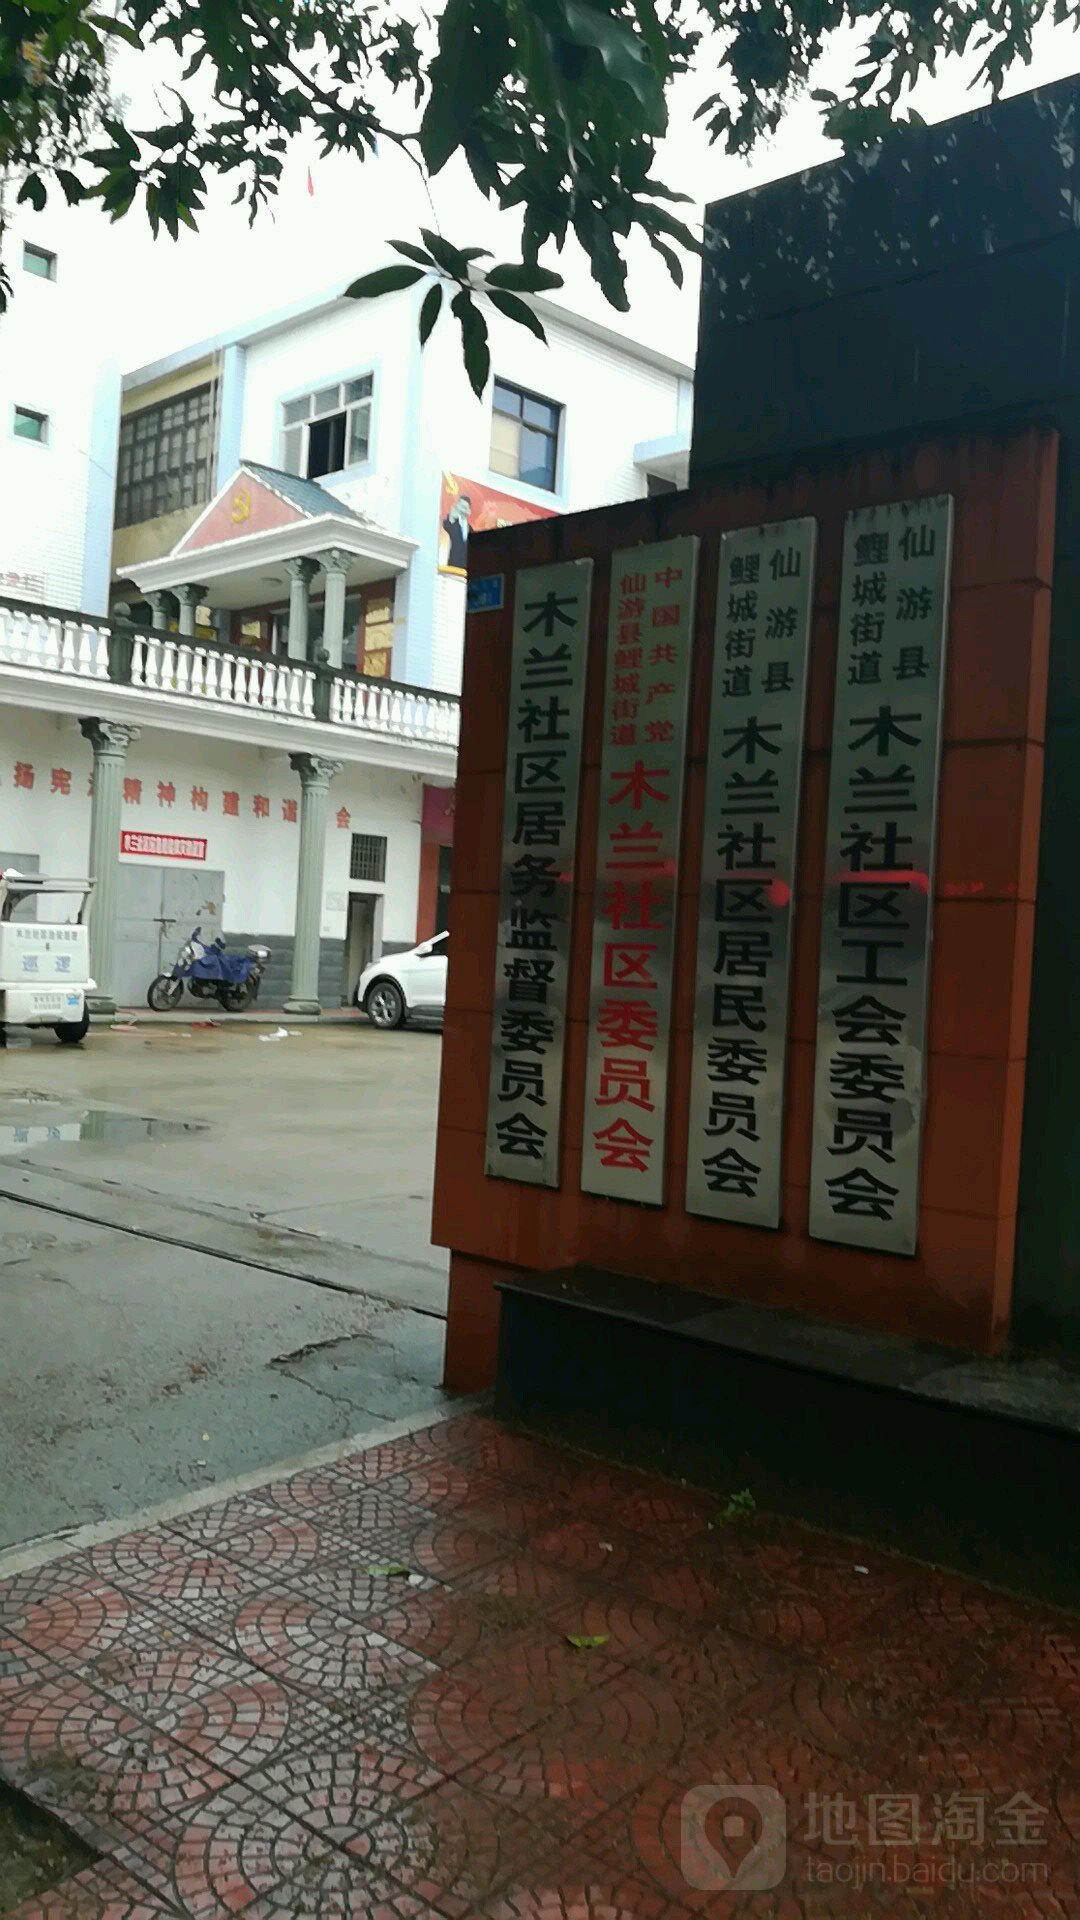 木兰社区居务监督委员会
中国共产党
仙游县鲤城街道
木兰社区委员会
仙游县
鲤城街道
木兰社区居民委员会
仙游县
鲤城街道
木兰社区工会委员会
扬宪 精神构建和谐 会
巡逻
地图淘金
taojin.baidu.com